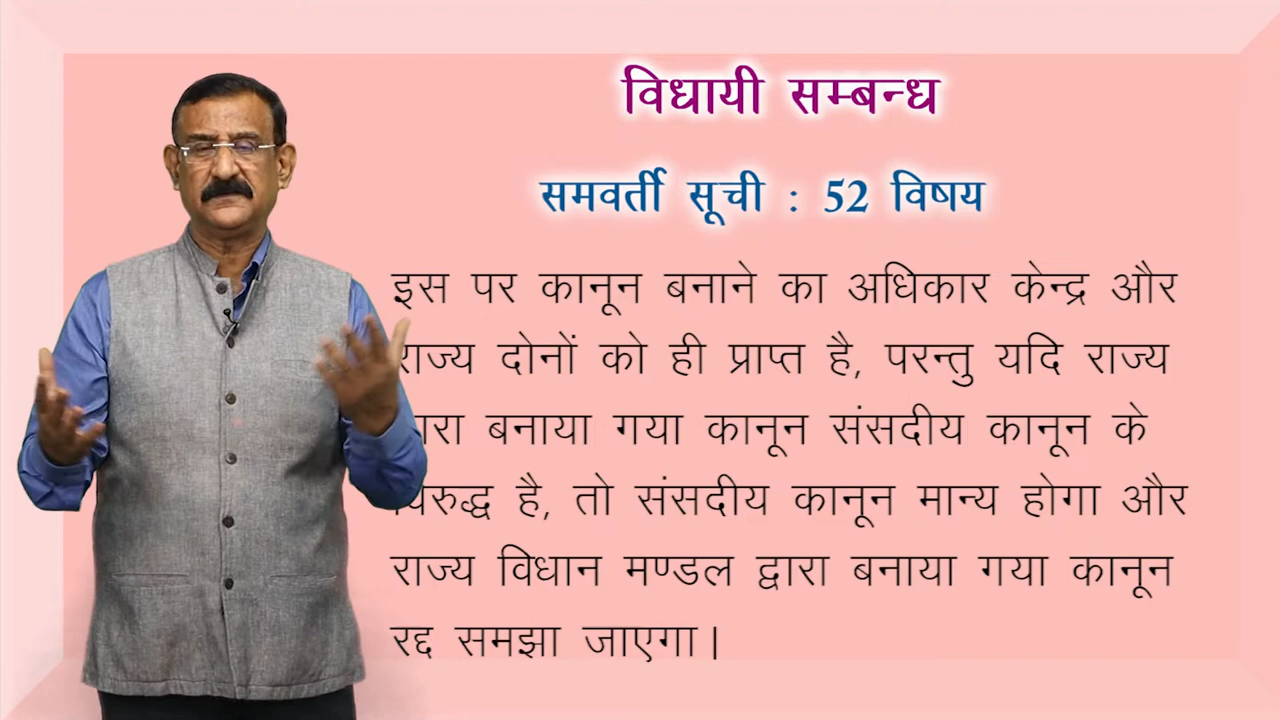 विधायी सम्बन्ध
समवर्ती सूची : 52 विषय
इस पर कानून बनाने का अधिकार केन्द्र और
राज्य दोनों को ही प्राप्त है, परन्तु यदि राज्य
बनाया गया कानून संसदीय कानून के
है, तो संसदीय कानून मान्य होगा और
राज्य विधान मण्डल द्वारा बनाया गया कानून
रद्द समझा जाएगा।